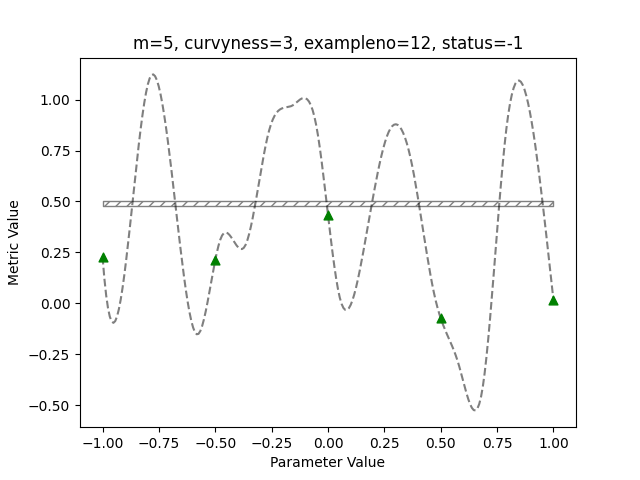 m=5, curvyness=3, exampleno=12, status=-1
1.00
0.75
0.50
0.25
0.00
−0.25
−0.50
Metric Value
−1.00 −0.75 −0.50 −0.25 0.00 0.25 0.50 0.75 1.00
Parameter Value